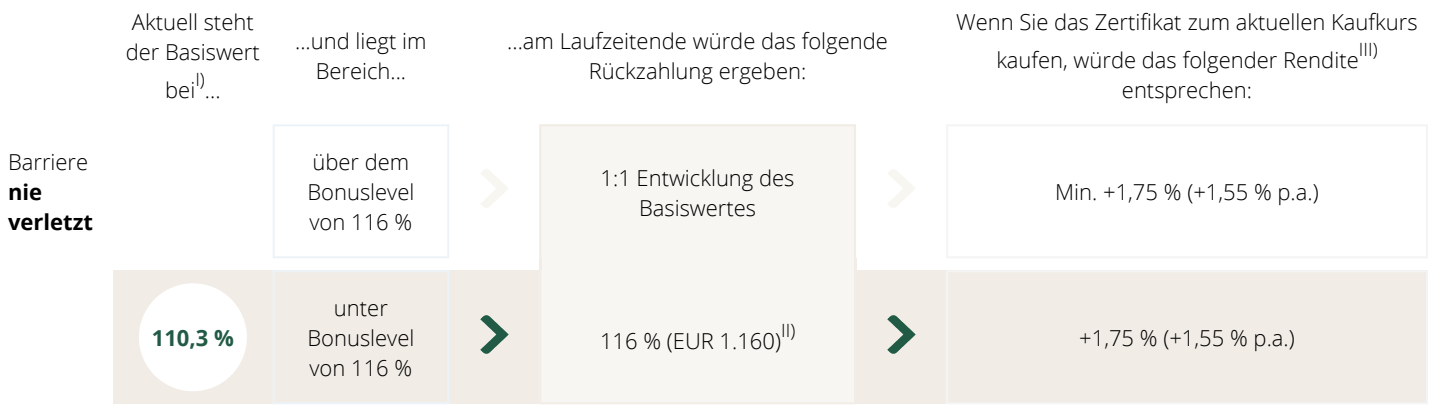 Aktuell steht
der Basiswert
bei^I)...
...und liegt im
Bereich...
...am Laufzeitende würde das folgende
Rückzahlung ergeben:
Wenn Sie das Zertifikat zum aktuellen Kaufkurs
kaufen, würde das folgender Rendite^III)
entsprechen:
Barriere
nie
verletzt
über dem
Bonuslevel
von 116 %
1:1 Entwicklung des
Basiswertes
Min. +1,75 % (+1,55 % p.a.)
110,3 %
unter
Bonuslevel
von 116 %
116 % (EUR 1.160)^II)
+1,75 % (+1,55 % p.a.)